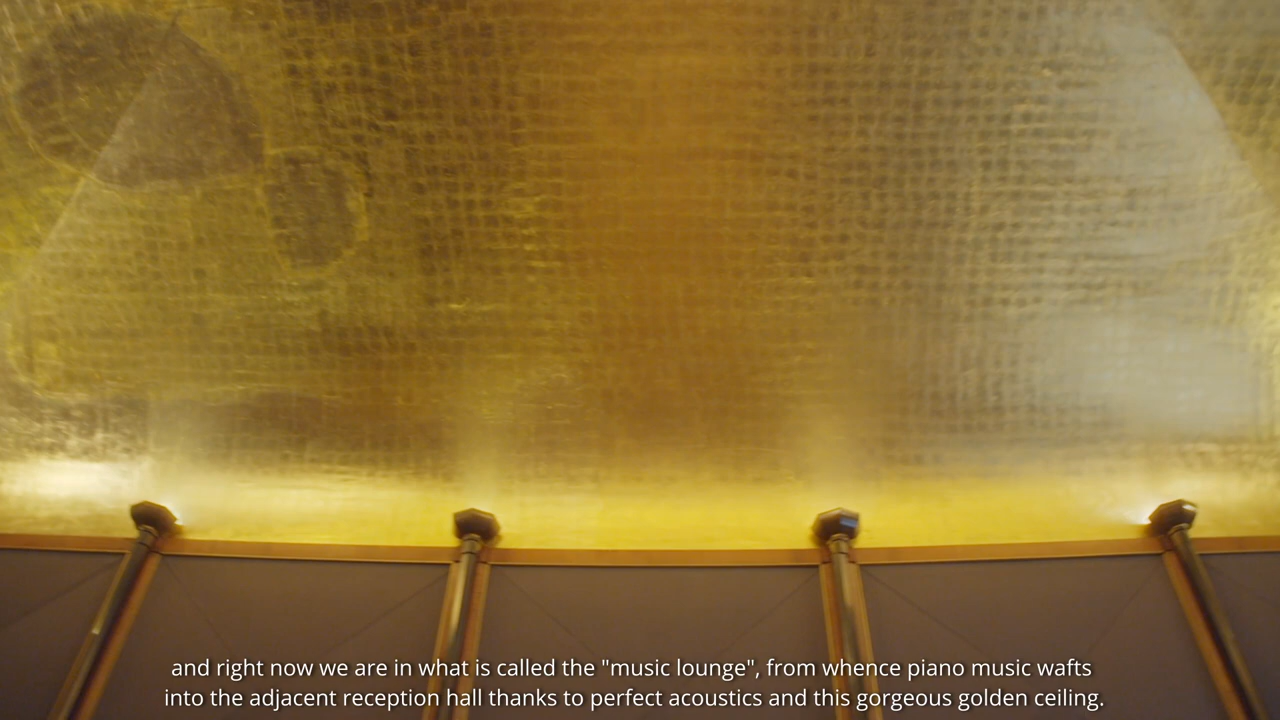 and right now we are in what is called the "music lounge", from whence piano music wafts
into the adjacent reception hall thanks to perfect acoustics and this gorgeous golden ceiling.